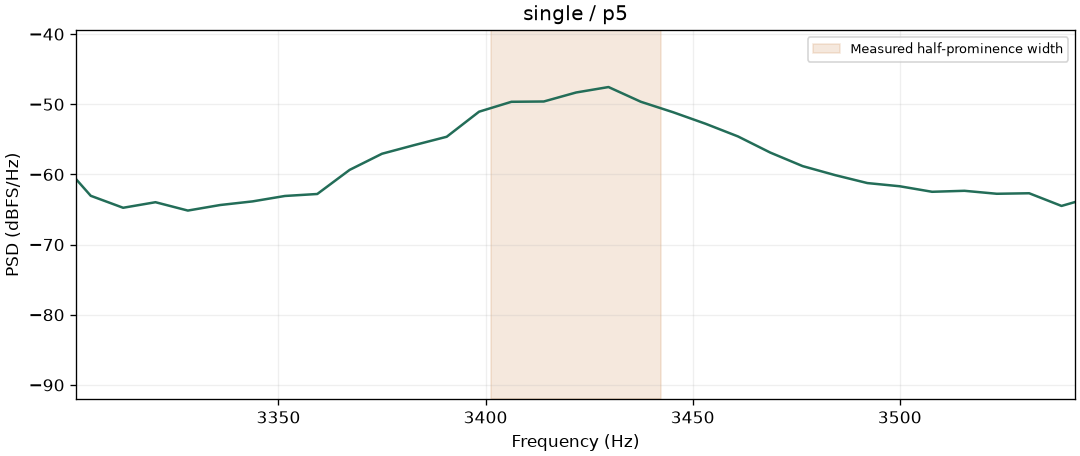 single / p5
Measured half-prominence width
PSD (dBFS/Hz)
−40
−50
−60
−70
−80
−90
3350
3400
3450
3500
Frequency (Hz)